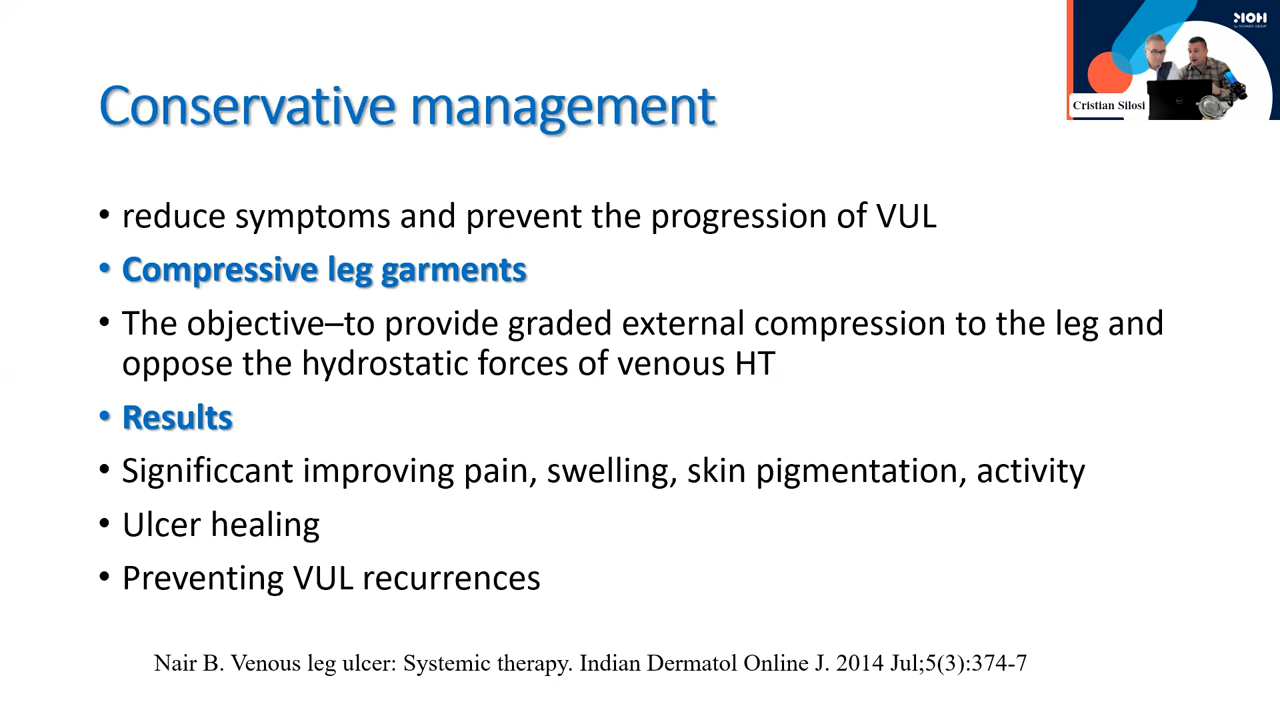 Conservative management
• reduce symptoms and prevent the progression of VUL
• Compressive leg garments
• The objective–to provide graded external compression to the leg and
oppose the hydrostatic forces of venous HT
• Results
• Significcant improving pain, swelling, skin pigmentation, activity
• Ulcer healing
• Preventing VUL recurrences
Nair B. Venous leg ulcer: Systemic therapy. Indian Dermatol Online J. 2014 Jul;5(3):374-7
Cristian Silosi